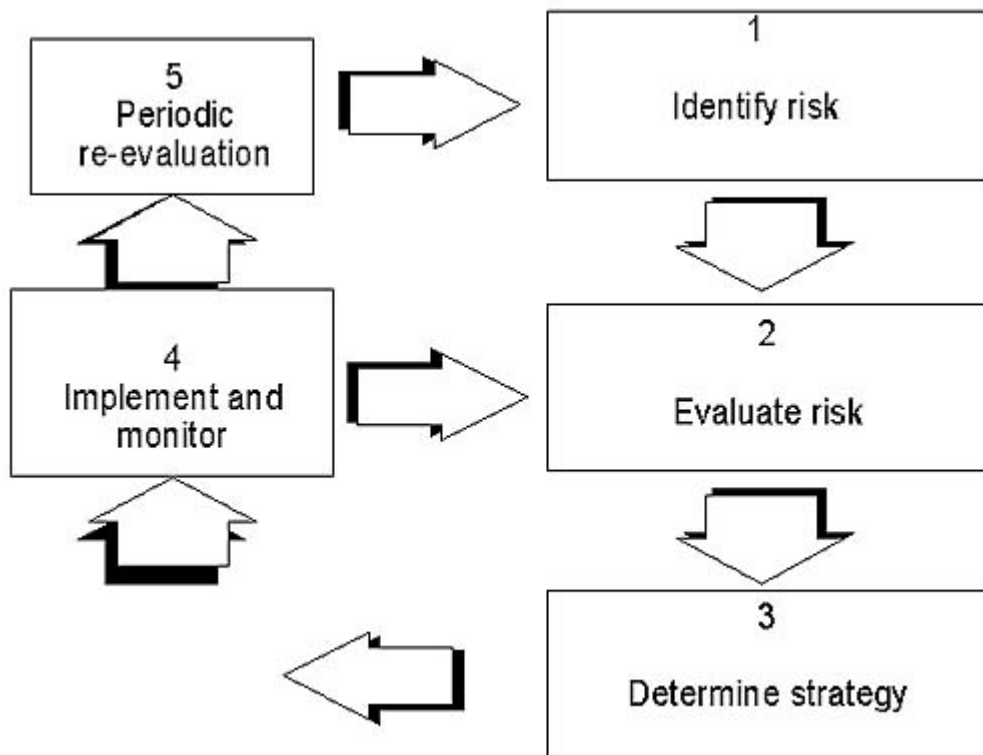 1
Identify risk
2
Evaluate risk
3
Determine strategy
4
Implement and
monitor
5
Periodic
re-evaluation